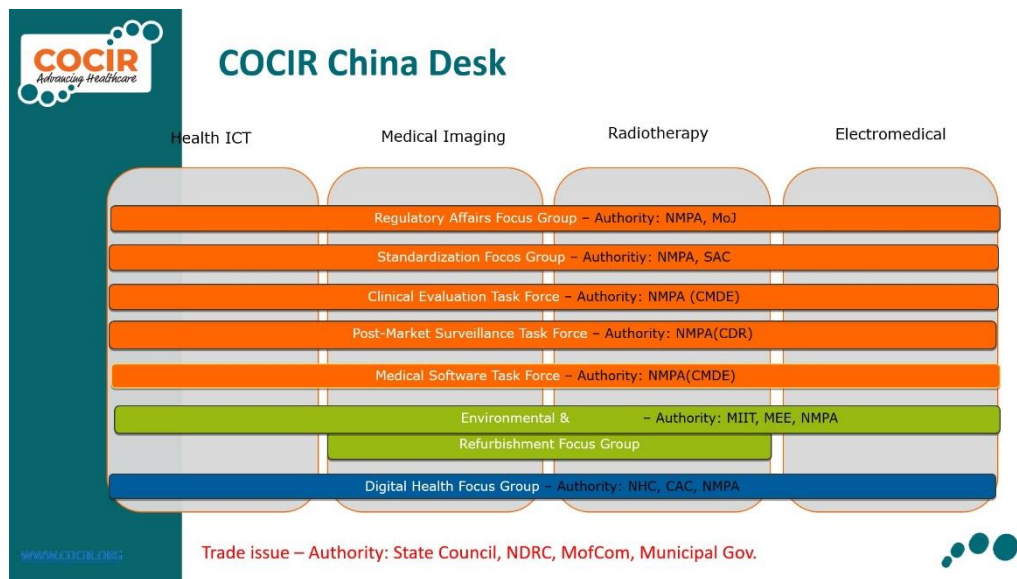 COCIR
Advancing Healthcare
COCIR China Desk
Health ICT
Medical Imaging
Radiotherapy
Electromedical
Regulatory Affairs Focus Group – Authority: NMPA, MoJ
Standardization Focos Group – Authoritiy: NMPA, SAC
Clinical Evaluation Task Force – Authority: NMPA (CMDE)
Post-Market Surveillance Task Force – Authority: NMPA(CDR)
Medical Software Task Force – Authority: NMPA(CMDE)
Environmental & – Authority: MIIT, MEE, NMPA
Refurbishment Focus Group
Digital Health Focus Group – Authority: NHC, CAC, NMPA
WWW.COCIR.ORG
Trade issue – Authority: State Council, NDRC, MofCom, Municipal Gov.